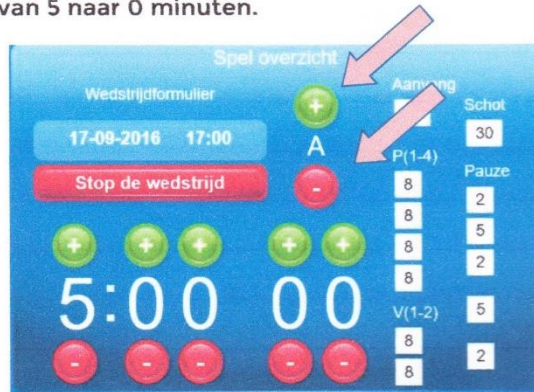 van 5 naar 0 minuten.
Spel overzicht
Wedstrijdformulier
17-09-2016 17:00
Stop de wedstrijd
+
A
-
Aanvang
Schot
30
P(1-4)
8
8
8
8
Pauze
2
5
2
5
2
V(1-2)
8
8
+ + + + +
5:00 00
- - - - -